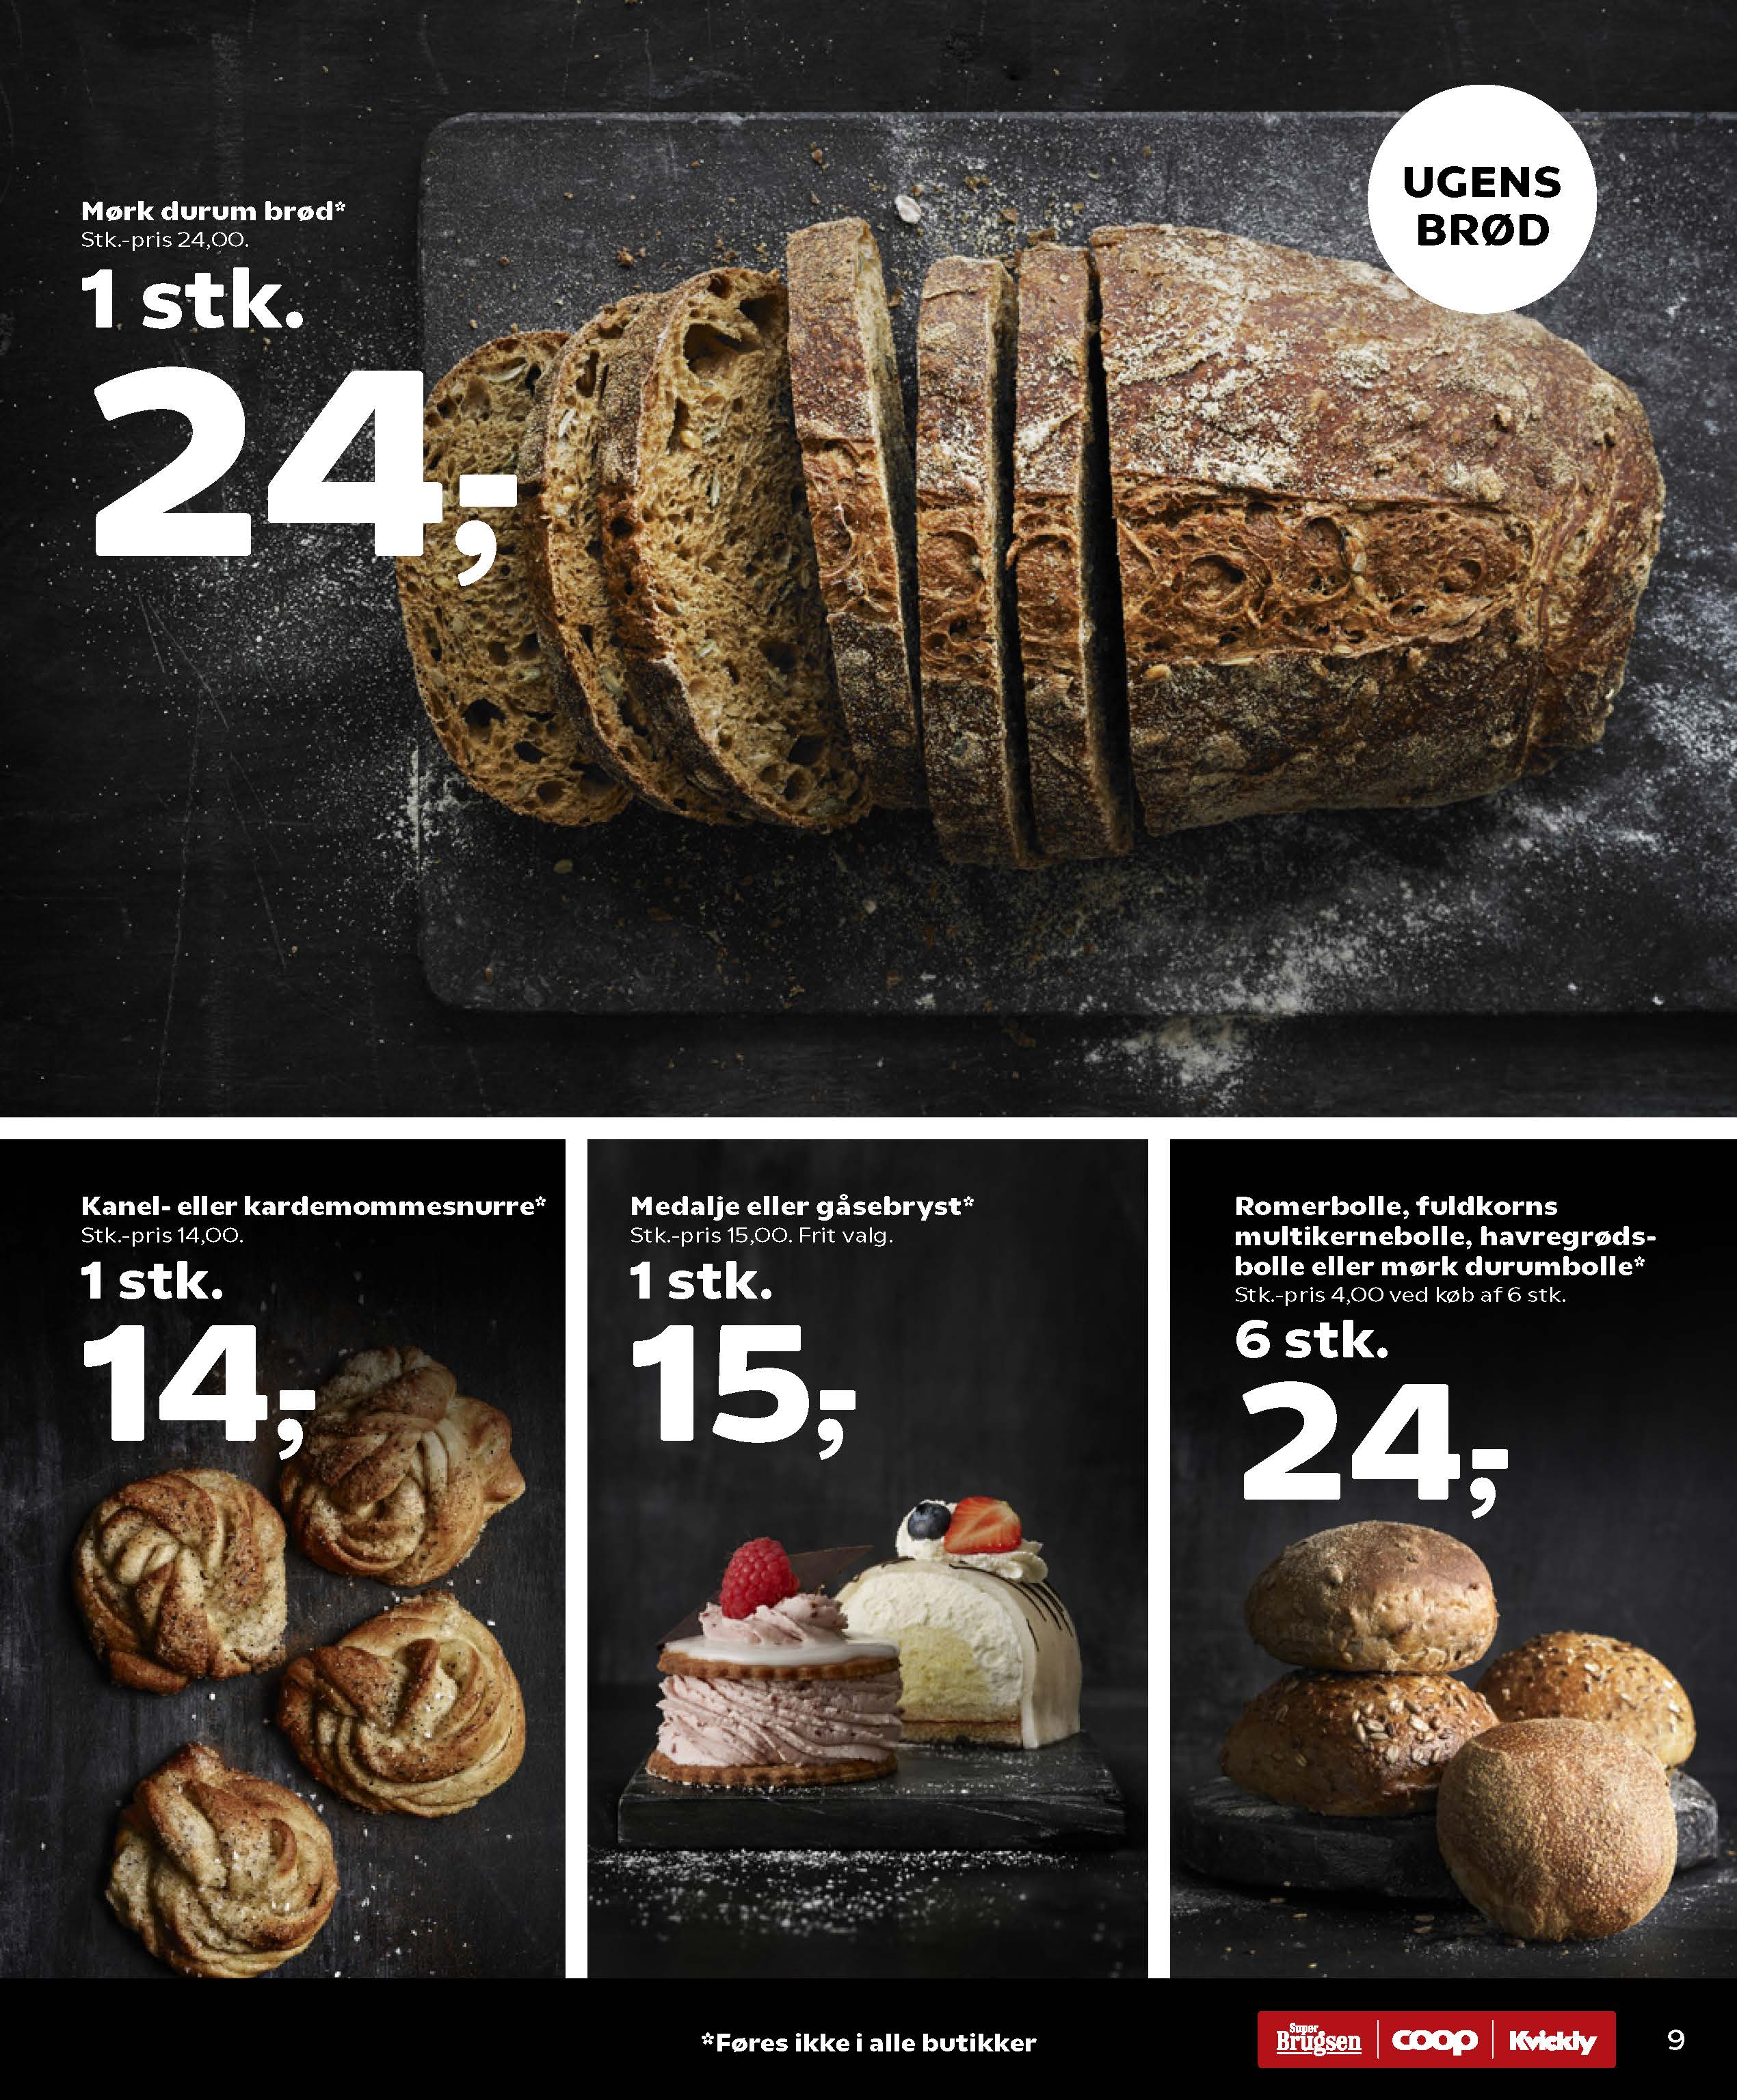 UGENS
BRØD
Mørk durum brød*
Stk.-pris 24,00.
1 stk.
24,-
Kanel- eller kardemommesnurre*
Stk.-pris 14,00.
1 stk.
14,-
Medalje eller gåsebryst*
Stk.-pris 15,00. Frit valg.
1 stk.
15,-
Romerbolle, fuldkorns
multikernebolle, havregrøds-
bolle eller mørk durumbolle*
Stk.-pris 4,00 ved køb af 6 stk.
6 stk.
24,-
*Føres ikke i alle butikker
Super
Brugsen
coop
Kvickly
9